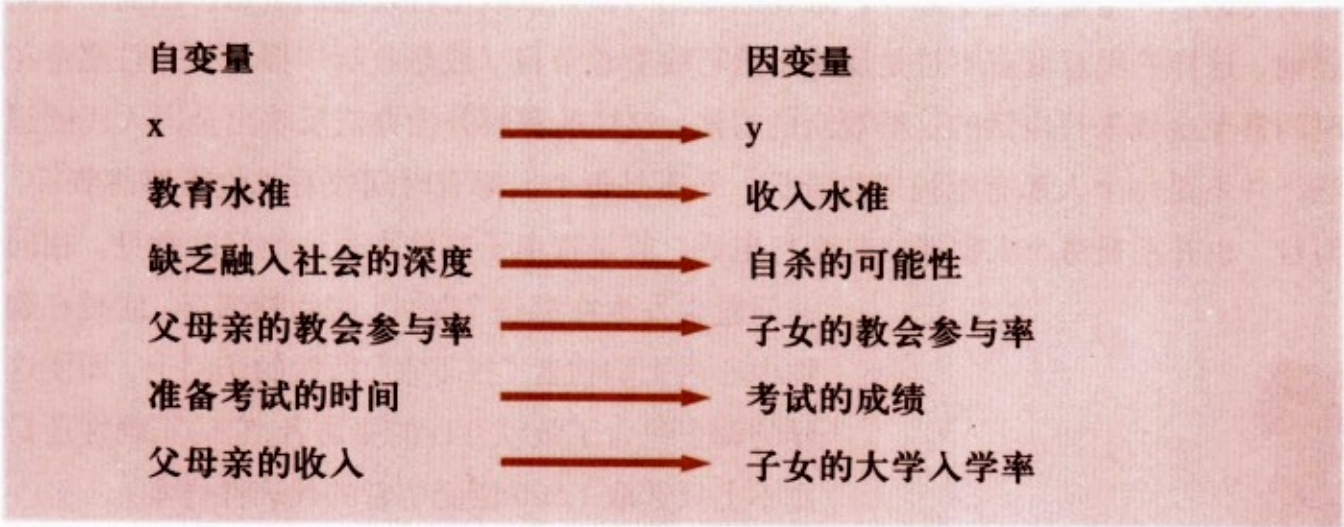 自变量 因变量
x y
教育水准 收入水准
缺乏融入社会的深度 自杀的可能性
父母亲的教会参与率 子女的教会参与率
准备考试的时间 考试的成绩
父母亲的收入 子女的大学入学率